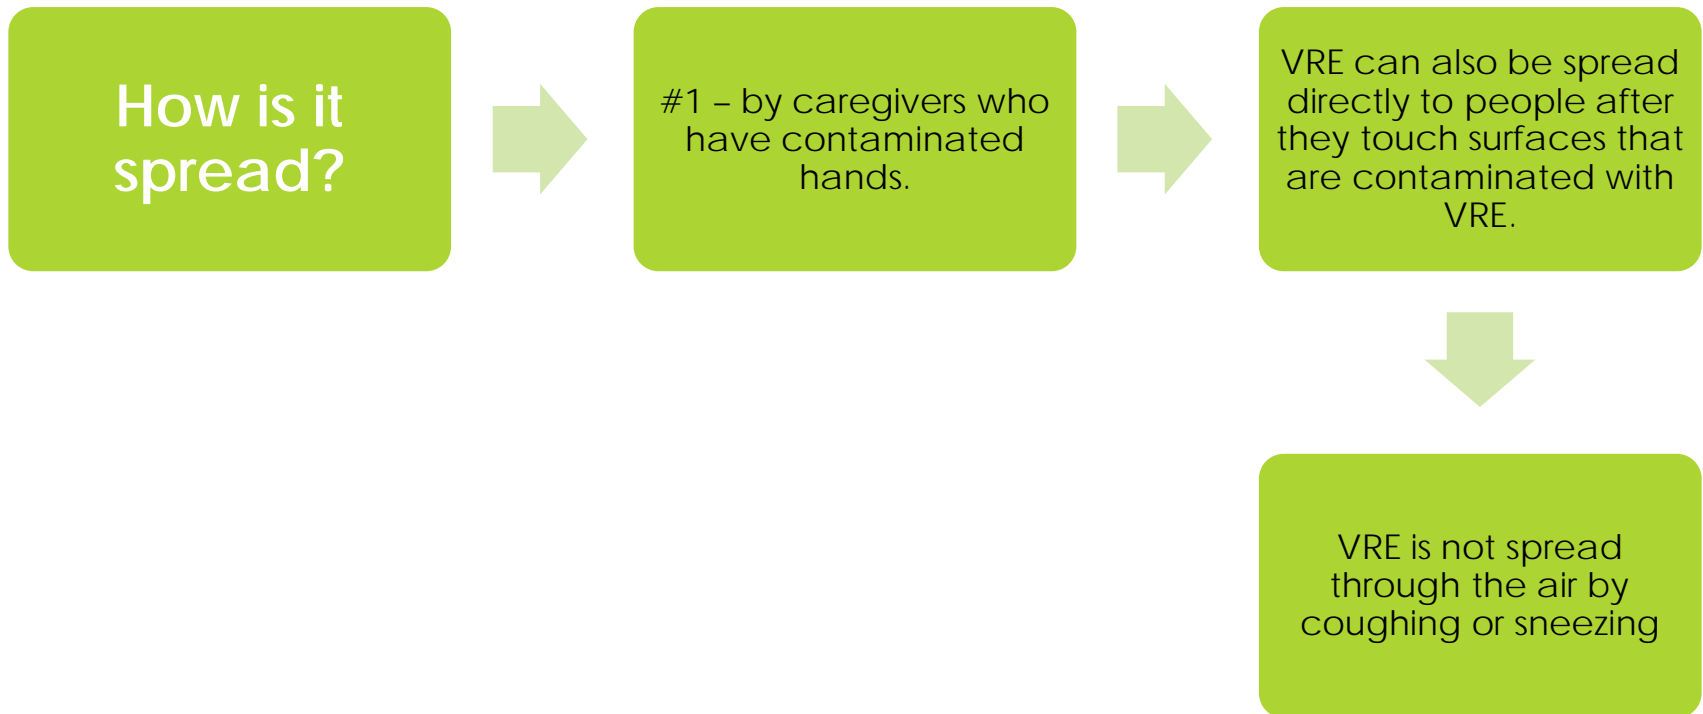 How is it
spread?
#1 – by caregivers who
have contaminated
hands.
VRE can also be spread
directly to people after
they touch surfaces that
are contaminated with
VRE.
VRE is not spread
through the air by
coughing or sneezing